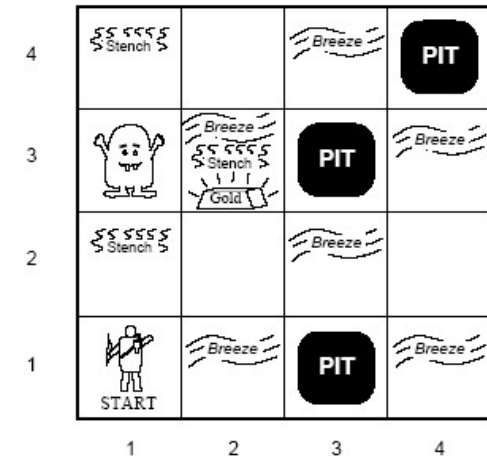 4
Stench
Breeze
PIT
3
Breeze
Stench
Gold
PIT
Breeze
2
Stench
Breeze
1
START
Breeze
PIT
Breeze
1 2 3 4